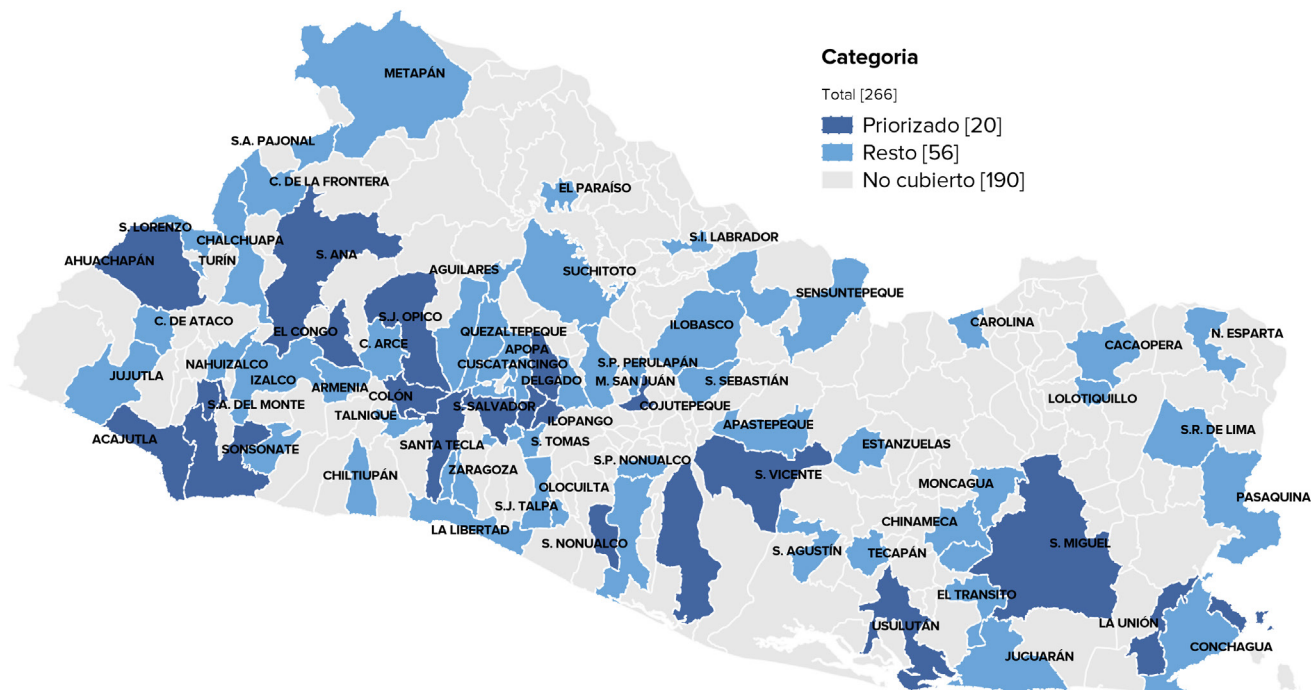 METAPÁN
Categoria
Total [266]
Priorizado [20]
Resto [56]
No cubierto [190]
S.A. PAJONAL
C. DE LA FRONTERA
EL PARAÍSO
S. LORENZO
CHALCHUAPA
S.I. LABRADOR
AHUACHAPÁN
TURÍN
S. ANA
AGUILARES
SUCHITOTO
SENSUNTEPEQUE
C. DE ATACO
EL CONGO
S.J. OPICO
QUEZALTEPEQUE
ILOBASCO
CAROLINA
N. ESPARTA
C. ARCE
APOPA
CACAOPERA
NAHUIZALCO
CUSCATANCINGO
S.P. PERULAPÁN
JUJUTLA
IZALCO
ARMENIA
DELGADO
M. SAN JUÁN
S. SEBASTIÁN
COLÓN
LOLOTIQUILLO
S.A. DEL MONTE
TALNIQUE
S. SALVADOR
COJUTEPEQUE
ILOPANGO
APASTEPEQUE
S.R. DE LIMA
ACAJUTLA
SONSONATE
SANTA TECLA
S. TOMAS
ESTANZUELAS
CHILTIUPÁN
ZARAGOZA
S.P. NONUALCO
S. VICENTE
MONCAGUA
OLOCUILTA
PASAQUINA
S.J. TALPA
LA LIBERTAD
CHINAMECA
S. NONUALCO
S. AGUSTÍN
TECAPÁN
S. MIGUEL
EL TRANSITO
USULUTÁN
LA UNIÓN
JUCUARÁN
CONCHAGUA